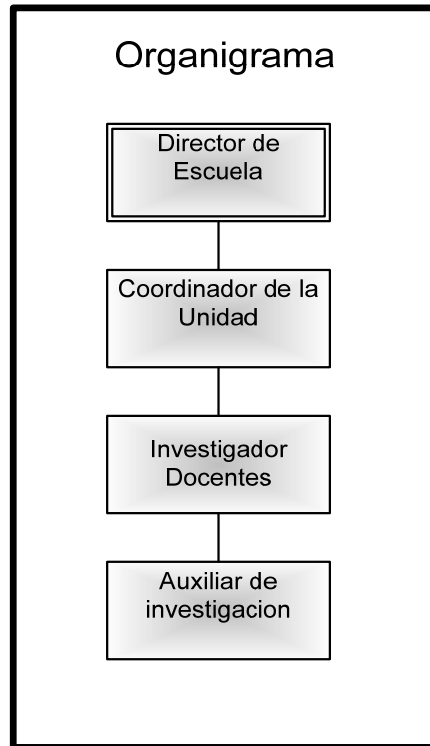 Organigrama
Director de
Escuela
Coordinador de la
Unidad
Investigador
Docentes
Auxiliar de
investigacion